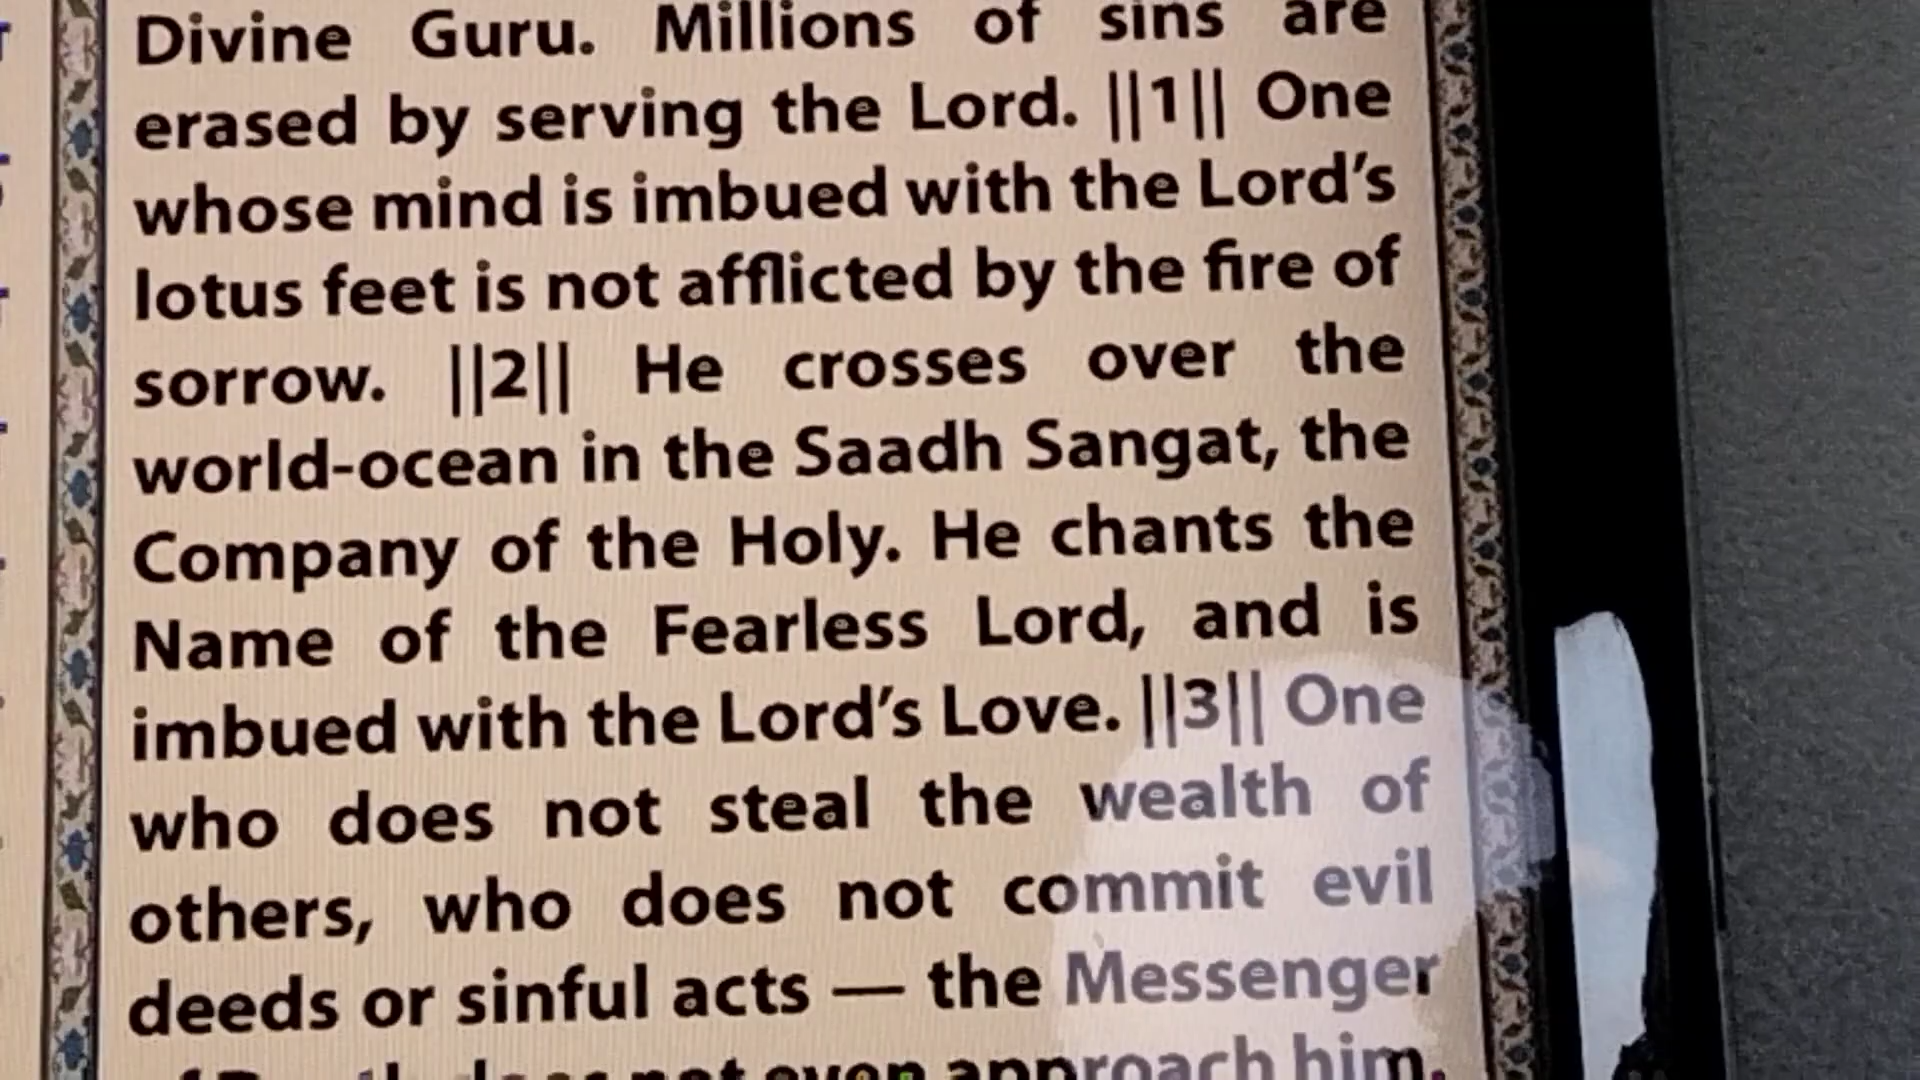 Divine Guru. Millions of sins are
erased by serving the Lord. ||1|| One
whose mind is imbued with the Lord’s
lotus feet is not afflicted by the fire of
sorrow. ||2|| He crosses over the
world-ocean in the Saadh Sangat, the
Company of the Holy. He chants the
Name of the Fearless Lord, and is
imbued with the Lord’s Love. ||3|| One
who does not steal the wealth of
others, who does not commit evil
deeds or sinful acts — the Messenger
not even approach him.